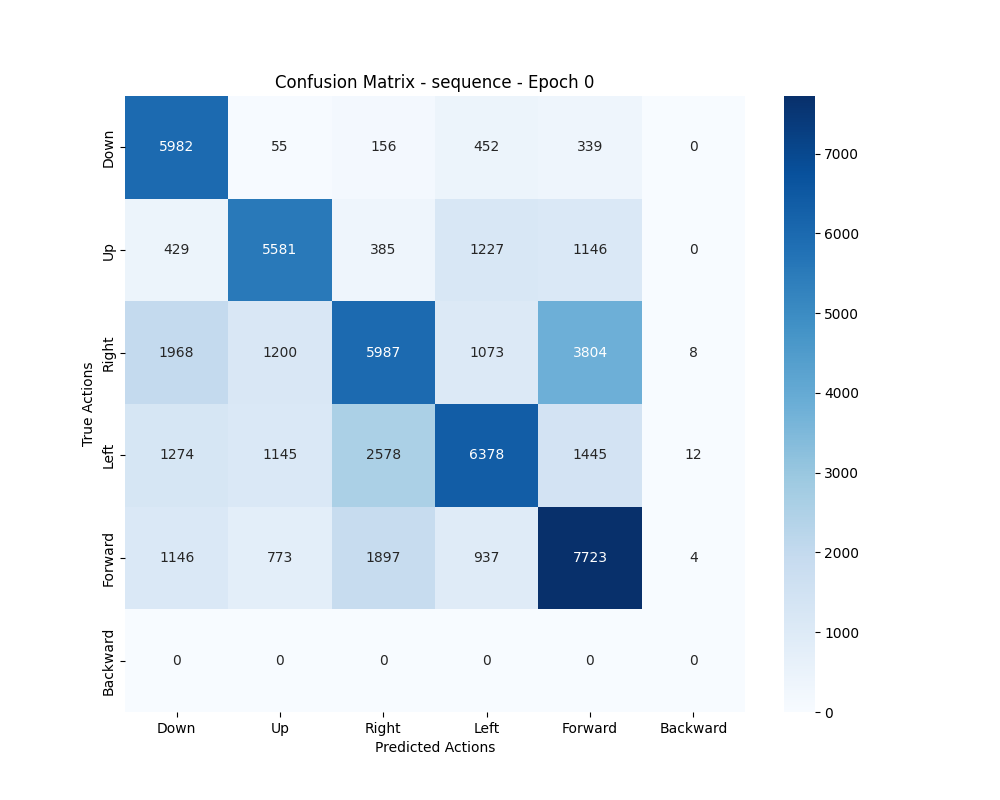 Confusion Matrix - sequence - Epoch 0
True Actions
Down 5982 55 156 452 339 0
Up 429 5581 385 1227 1146 0
Right 1968 1200 5987 1073 3804 8
Left 1274 1145 2578 6378 1445 12
Forward 1146 773 1897 937 7723 4
Backward 0 0 0 0 0 0
Down Up Right Left Forward Backward
Predicted Actions
7000
6000
5000
4000
3000
2000
1000
0